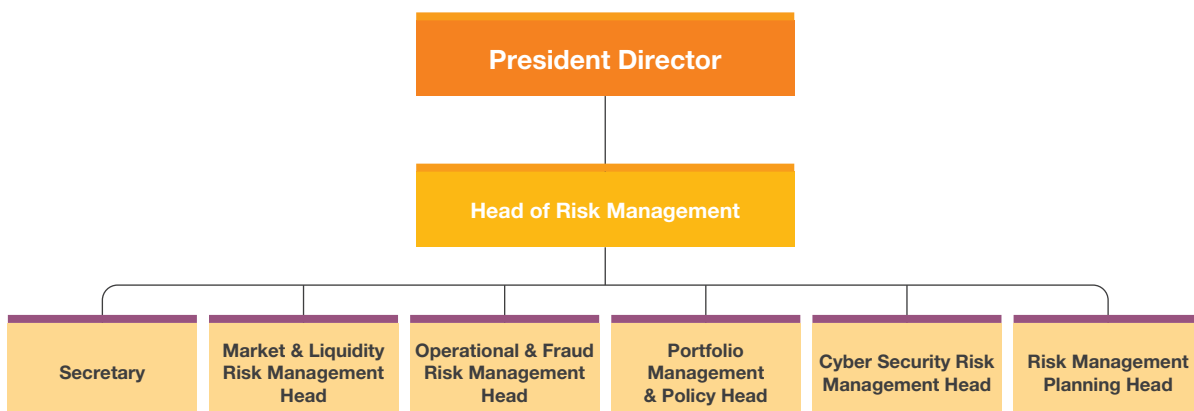 President Director
Head of Risk Management
Secretary
Market & Liquidity
Risk Management
Head
Operational & Fraud
Risk Management
Head
Portfolio
Management
& Policy Head
Cyber Security Risk
Management Head
Risk Management
Planning Head